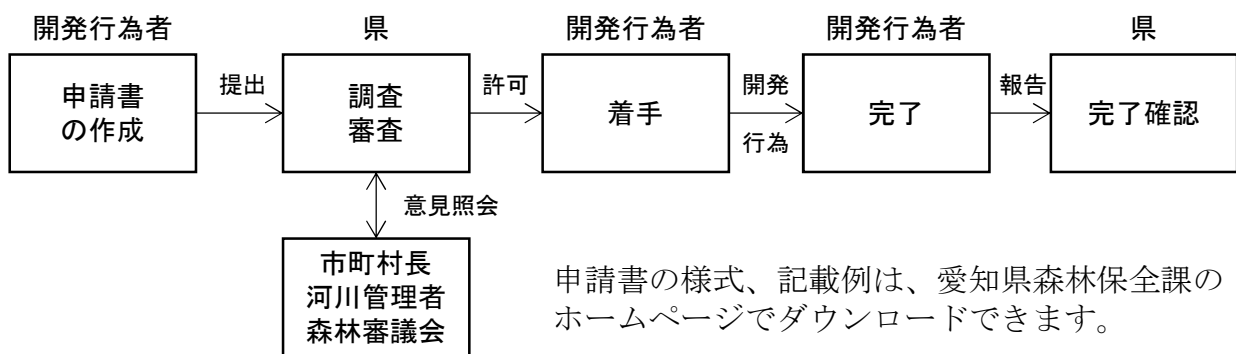 開発行為者
県
開発行為者
開発行為者
県
申請書
の作成
提出
調査
審査
許可
着手
開発
行為
完了
報告
完了確認
意見照会
市町村長
河川管理者
森林審議会
申請書の様式、記載例は、愛知県森林保全課の
ホームページでダウンロードできます。